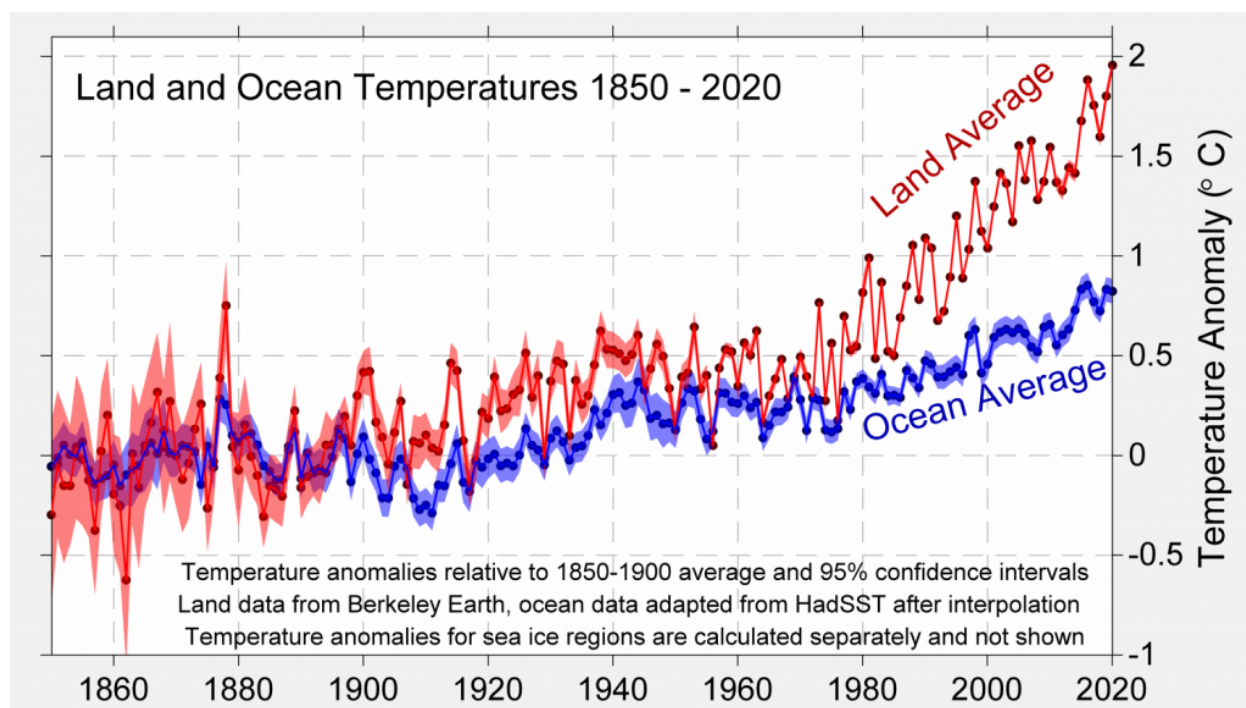 Land and Ocean Temperatures 1850 - 2020
Land Average
Ocean Average
Temperature anomalies relative to 1850-1900 average and 95% confidence intervals
Land data from Berkeley Earth, ocean data adapted from HadSST after interpolation
Temperature anomalies for sea ice regions are calculated separately and not shown
2
1.5
1
0.5
0
-0.5
-1
Temperature Anomaly (° C)
1860 1880 1900 1920 1940 1960 1980 2000 2020